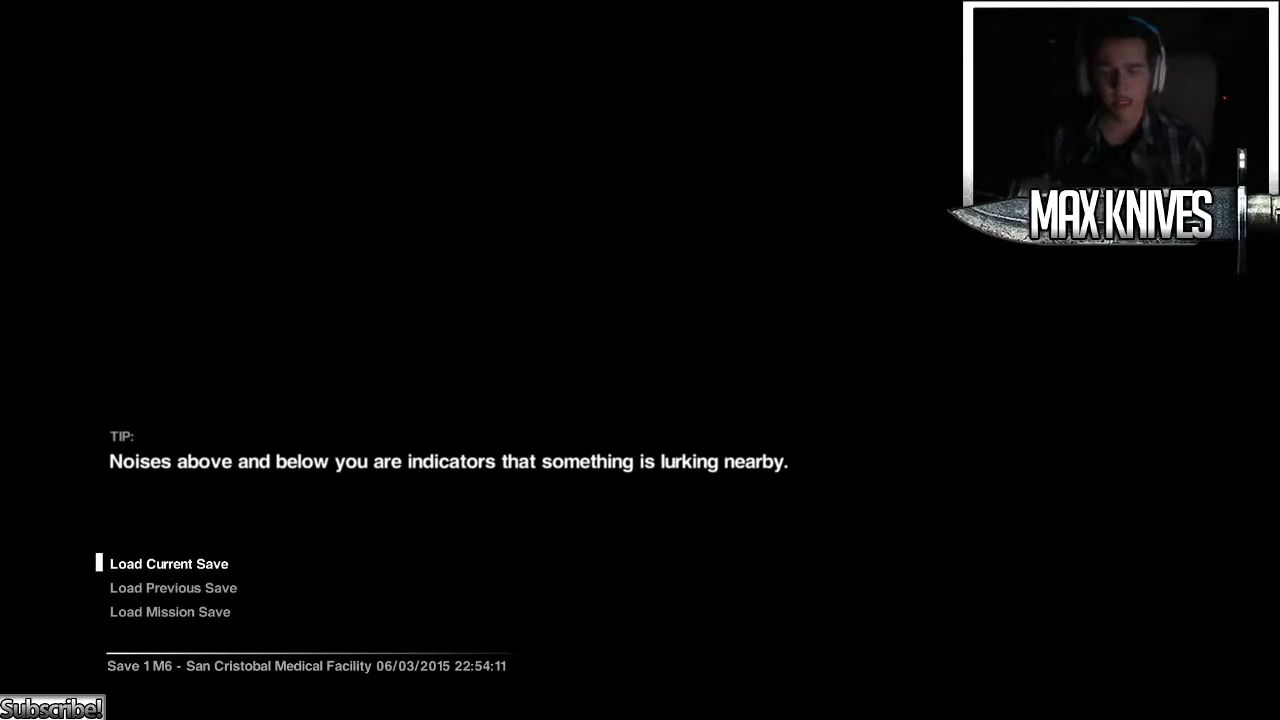 MAX KNIVES
TIP:
Noises above and below you are indicators that something is lurking nearby.
Load Current Save
Load Previous Save
Load Mission Save
Save 1 M6 - San Cristobal Medical Facility 06/03/2015 22:54:11
Subscribe!